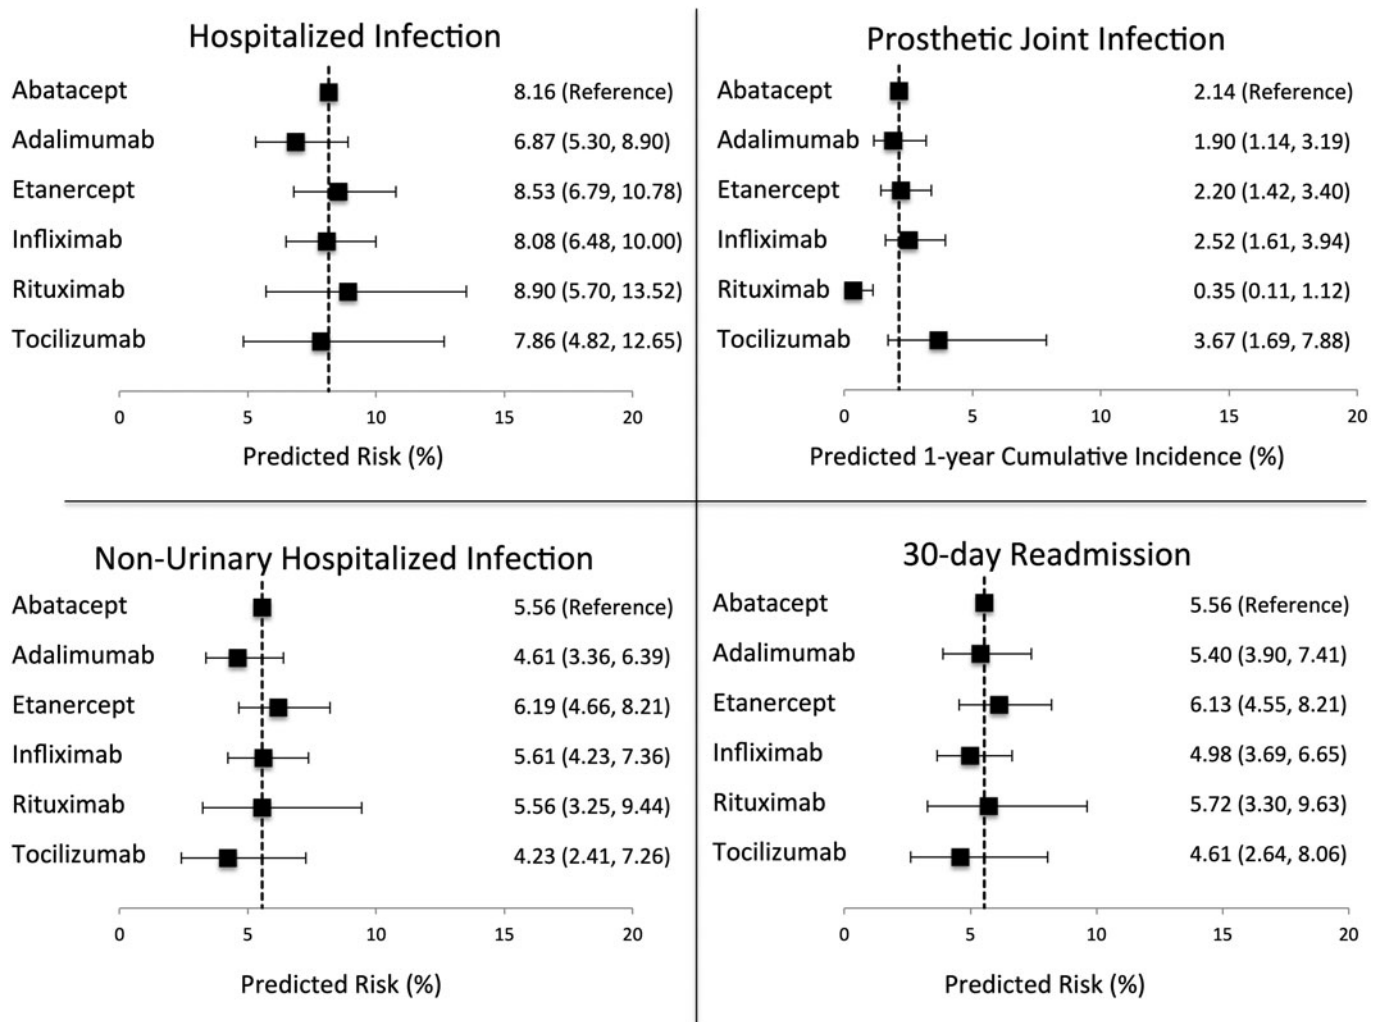 Hospitalized Infection
Abatacept 8.16 (Reference)
Adalimumab 6.87 (5.30, 8.90)
Etanercept 8.53 (6.79, 10.78)
Infliximab 8.08 (6.48, 10.00)
Rituximab 8.90 (5.70, 13.52)
Tocilizumab 7.86 (4.82, 12.65)
0 5 10 15 20
Predicted Risk (%)
Prosthetic Joint Infection
Abatacept 2.14 (Reference)
Adalimumab 1.90 (1.14, 3.19)
Etanercept 2.20 (1.42, 3.40)
Infliximab 2.52 (1.61, 3.94)
Rituximab 0.35 (0.11, 1.12)
Tocilizumab 3.67 (1.69, 7.88)
0 5 10 15 20
Predicted 1-year Cumulative Incidence (%)
Non-Urinary Hospitalized Infection
Abatacept 5.56 (Reference)
Adalimumab 4.61 (3.36, 6.39)
Etanercept 6.19 (4.66, 8.21)
Infliximab 5.61 (4.23, 7.36)
Rituximab 5.56 (3.25, 9.44)
Tocilizumab 4.23 (2.41, 7.26)
0 5 10 15 20
Predicted Risk (%)
30-day Readmission
Abatacept 5.56 (Reference)
Adalimumab 5.40 (3.90, 7.41)
Etanercept 6.13 (4.55, 8.21)
Infliximab 4.98 (3.69, 6.65)
Rituximab 5.72 (3.30, 9.63)
Tocilizumab 4.61 (2.64, 8.06)
0 5 10 15 20
Predicted Risk (%)